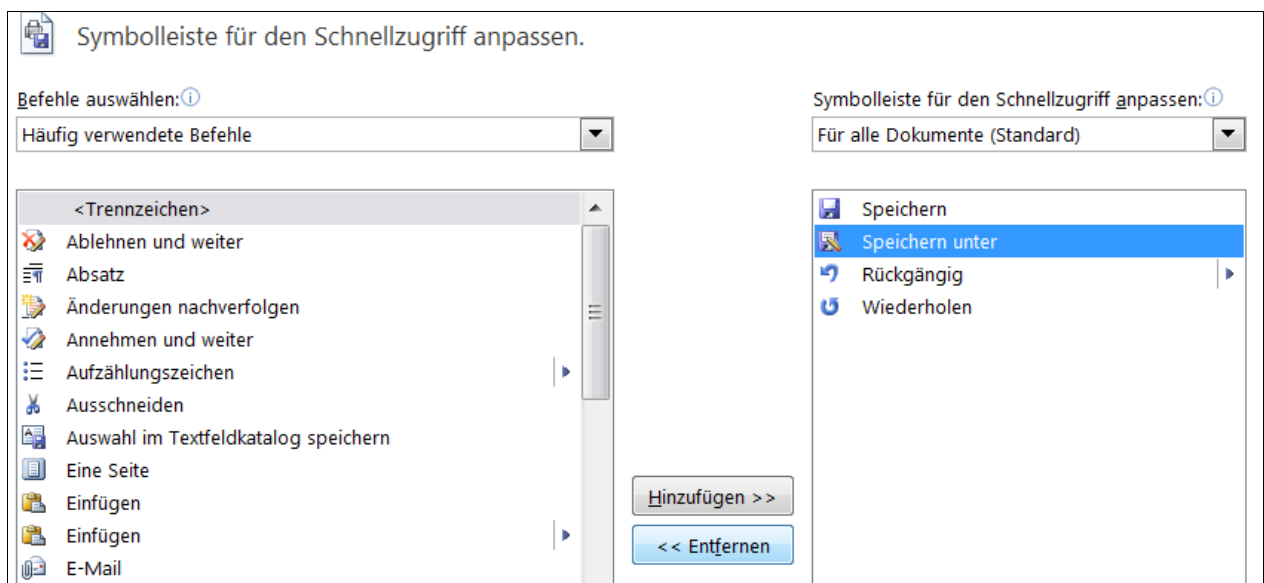 Symbolleiste für den Schnellzugriff anpassen.
Befehle auswählen:
Häufig verwendete Befehle
<Trennzeichen>
Ablehnen und weiter
Absatz
Änderungen nachverfolgen
Annehmen und weiter
Aufzählungszeichen
Ausschneiden
Auswahl im Textfeldkatalog speichern
Eine Seite
Einfügen
Einfügen
E-Mail
Hinzufügen >>
<< Entfernen
Symbolleiste für den Schnellzugriff anpassen:
Für alle Dokumente (Standard)
Speichern
Speichern unter
Rückgängig
Wiederholen